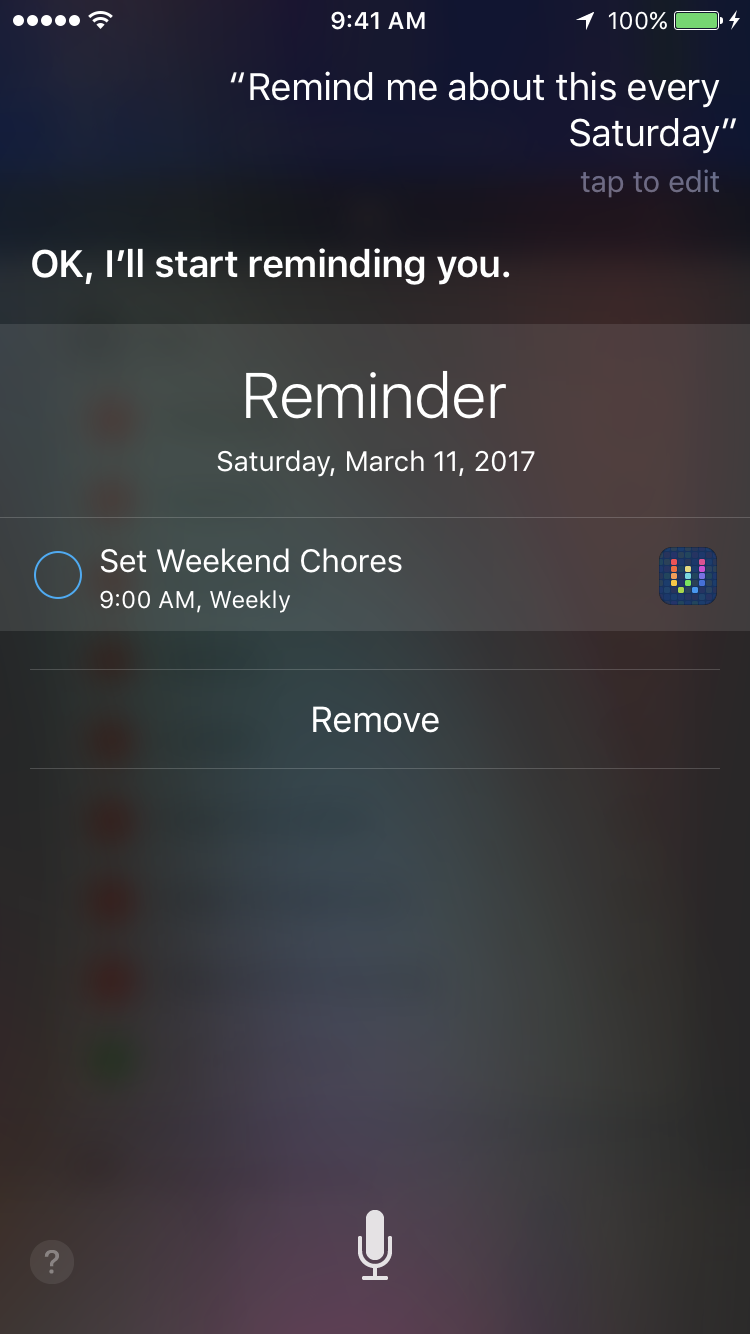 9:41 AM
100%
“Remind me about this every
Saturday”
tap to edit
OK, I’ll start reminding you.
Reminder
Saturday, March 11, 2017
Set Weekend Chores
9:00 AM, Weekly
Remove
?